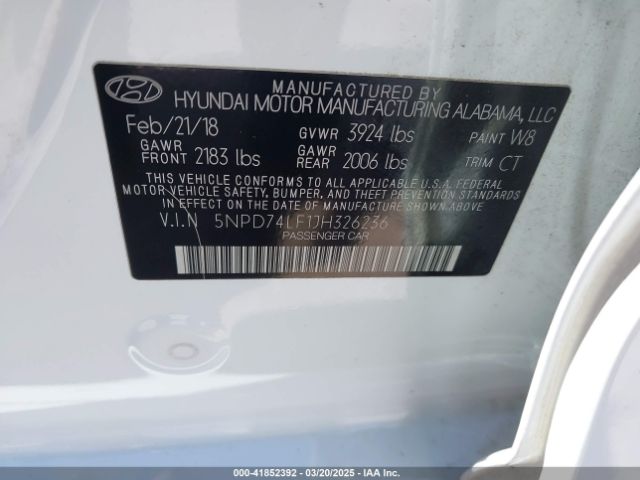 MANUFACTURED BY
HYUNDAI MOTOR MANUFACTURING ALABAMA, LLC
Feb/21/18 GVWR 3924 lbs PAINT W8
GAWR FRONT 2183 lbs GAWR REAR 2006 lbs TRIM CT
THIS VEHICLE CONFORMS TO ALL APPLICABLE U.S.A. FEDERAL
MOTOR VEHICLE SAFETY, BUMPER, AND THEFT PREVENTION STANDARDS
IN EFFECT ON THE DATE OF MANUFACTURE SHOWN ABOVE.
V.I.N 5NPD74LF1JH326236
PASSENGER CAR
000-41852392 | 03/20/2025 | IAA Inc.